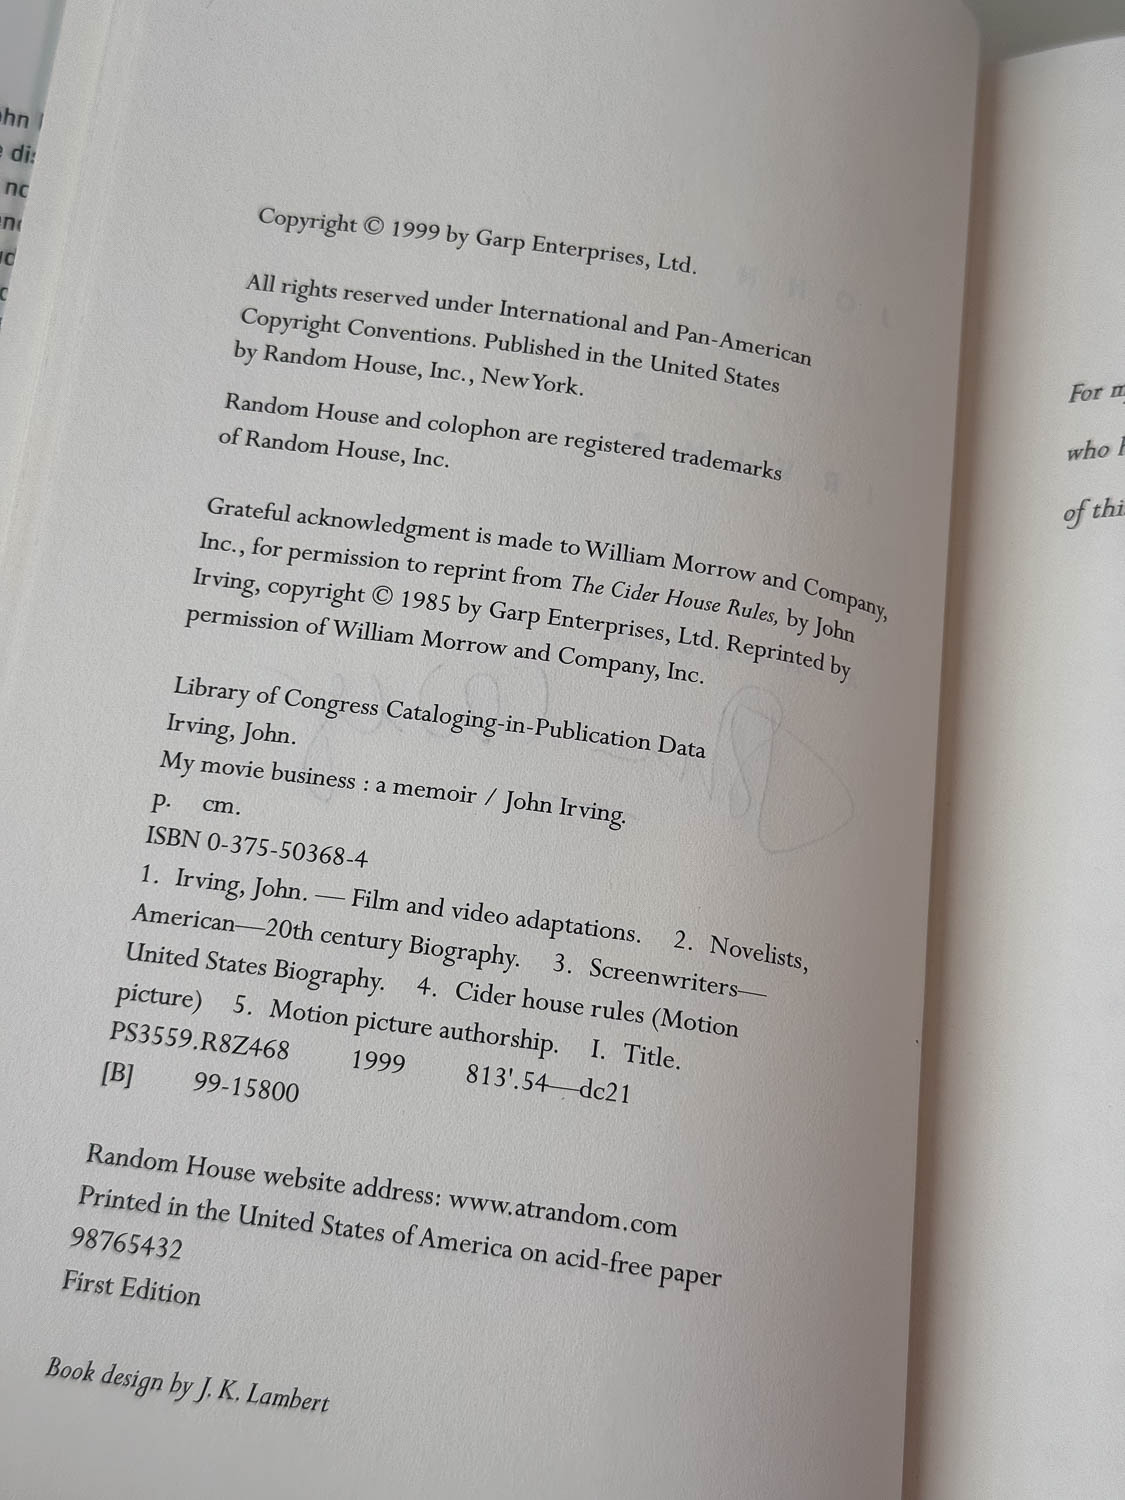 Copyright © 1999 by Garp Enterprises, Ltd.
All rights reserved under International and Pan-American
Copyright Conventions. Published in the United States
by Random House, Inc., New York.
Random House and colophon are registered trademarks
of Random House, Inc.
Grateful acknowledgment is made to William Morrow and Company,
Inc., for permission to reprint from The Cider House Rules, by John
Irving, copyright © 1985 by Garp Enterprises, Ltd. Reprinted by
permission of William Morrow and Company, Inc.
Library of Congress Cataloging-in-Publication Data
Irving, John.
My movie business : a memoir / John Irving.
p. cm.
ISBN 0-375-50368-4
1. Irving, John. — Film and video adaptations. 2. Novelists,
American—20th century Biography. 3. Screenwriters—
United States Biography. 4. Cider house rules (Motion
picture) 5. Motion picture authorship. I. Title.
PS3559.R8Z468 1999 813'.54—dc21
[B] 99-15800
Random House website address: www.atrandom.com
Printed in the United States of America on acid-free paper
98765432
First Edition
Book design by J. K. Lambert
For
who
of